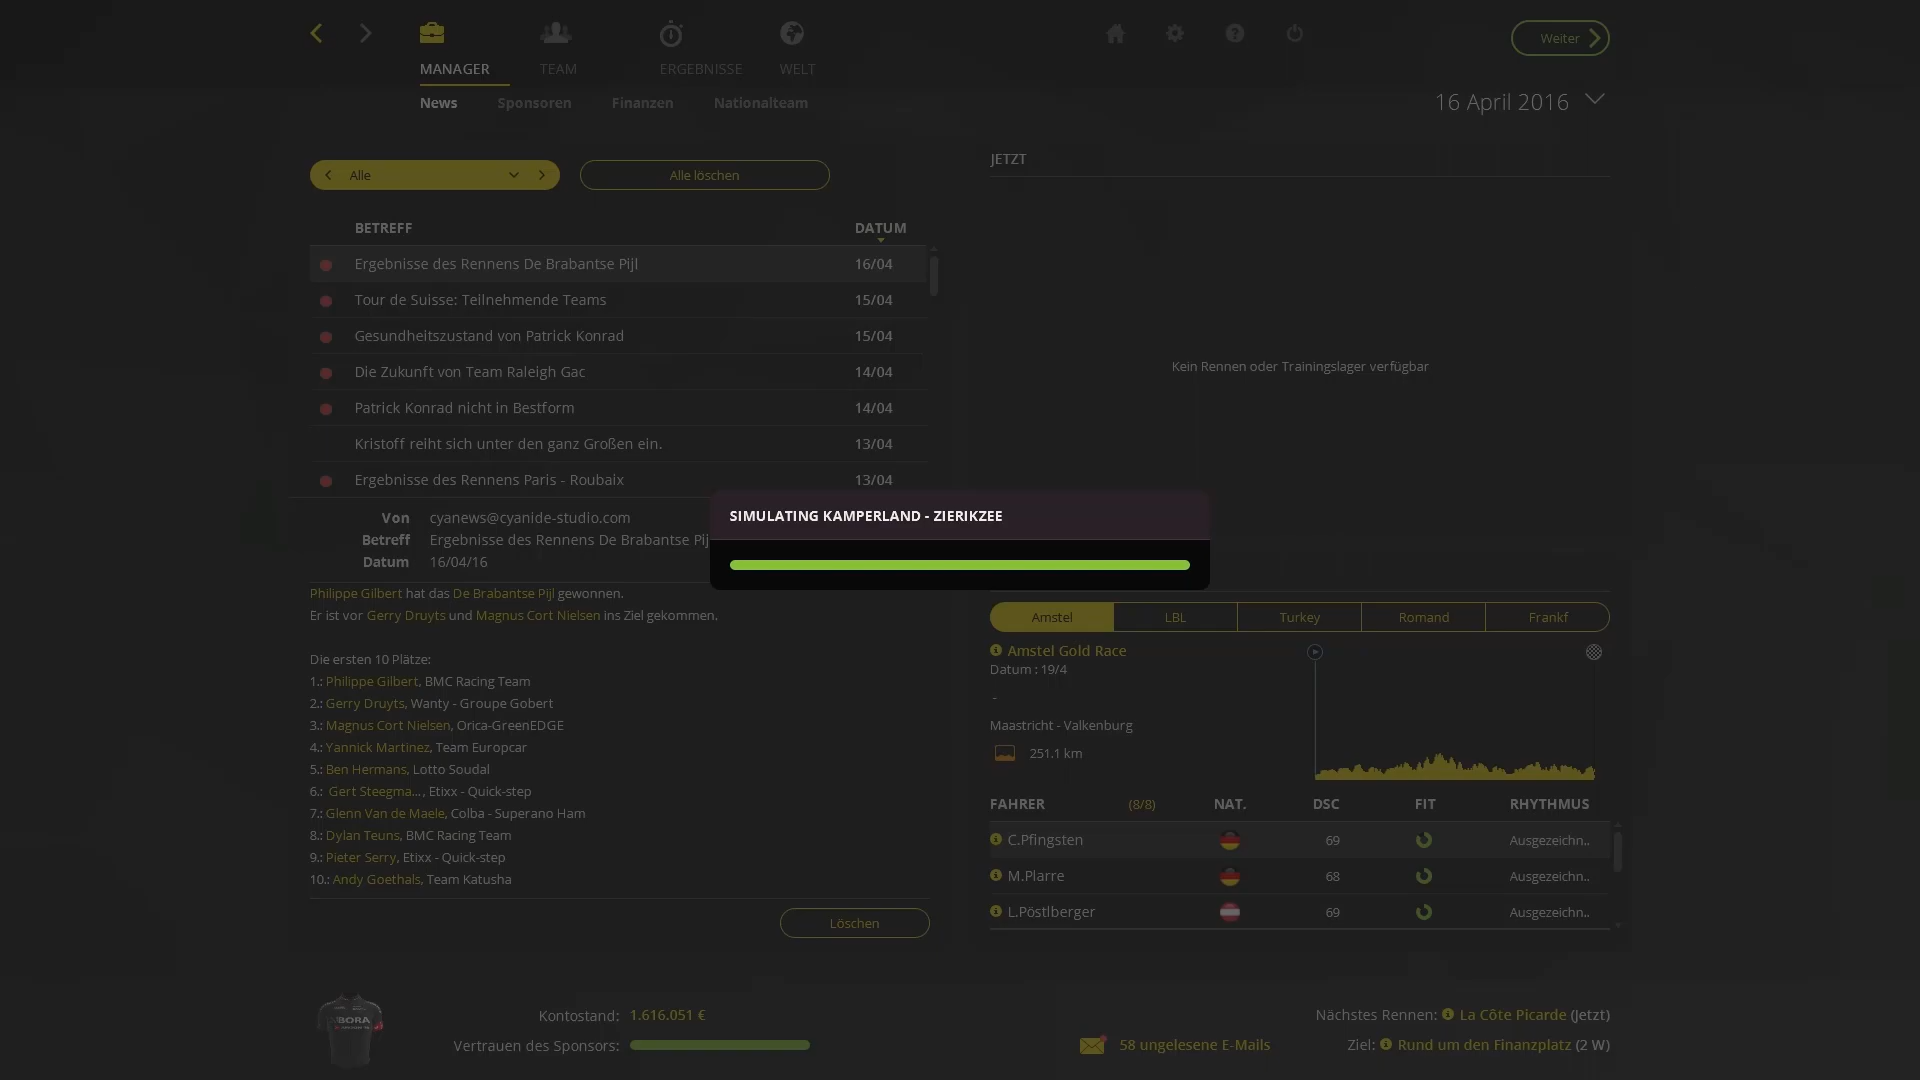 MANAGER
TEAM
ERGEBNISSE
WELT
Weiter
News
Sponsoren
Finanzen
Nationalteam
16 April 2016
Alle
Alle löschen
JETZT
BETREFF
DATUM
Ergebnisse des Rennens De Brabantse Pijl
16/04
Tour de Suisse: Teilnehmende Teams
15/04
Gesundheitszustand von Patrick Konrad
15/04
Die Zukunft von Team Raleigh Gac
14/04
Patrick Konrad nicht in Bestform
14/04
Kristoff reiht sich unter den ganz Großen ein.
13/04
Ergebnisse des Rennens Paris - Roubaix
13/04
Kein Rennen oder Trainingslager verfügbar
SIMULATING KAMPERLAND - ZIERIKZEE
Von cyanews@cyanide-studio.com
Betreff Ergebnisse des Rennens De Brabantse Pij
Datum 16/04/16
Philippe Gilbert hat das De Brabantse Pijl gewonnen.
Er ist vor Gerry Druyts und Magnus Cort Nielsen ins Ziel gekommen.
Die ersten 10 Plätze:
1.: Philippe Gilbert, BMC Racing Team
2.: Gerry Druyts, Wanty - Groupe Gobert
3.: Magnus Cort Nielsen, Orica-GreenEDGE
4.: Yannick Martinez, Team Europcar
5.: Ben Hermans, Lotto Soudal
6.: Gert Steegma..., Etixx - Quick-step
7.: Glenn Van de Maele, Colba - Superano Ham
8.: Dylan Teuns, BMC Racing Team
9.: Pieter Serry, Etixx - Quick-step
10.: Andy Goethals, Team Katusha
Löschen
Amstel
LBL
Turkey
Romand
Frankf
Amstel Gold Race
Datum : 19/4
-
Maastricht - Valkenburg
251.1 km
FAHRER (8/8) NAT. DSC FIT RHYTHMUS
C.Pfingsten 69 Ausgezeichn..
M.Plarre 68 Ausgezeichn..
L.Pöstlberger 69 Ausgezeichn..
BORA
Kontostand: 1.616.051 €
Vertrauen des Sponsors:
58 ungelesene E-Mails
Nächstes Rennen: La Côte Picarde (Jetzt)
Ziel: Rund um den Finanzplatz (2 W)